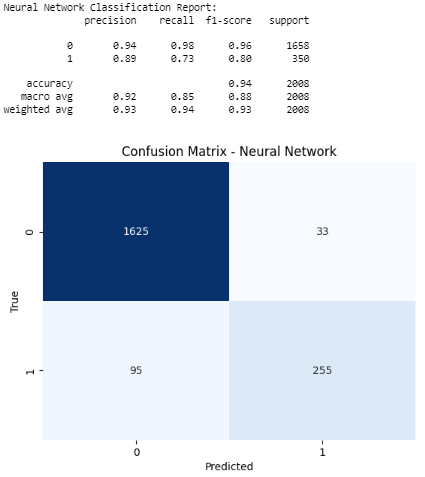 Neural Network Classification Report:
precision recall f1-score support
0 0.94 0.98 0.96 1658
1 0.89 0.73 0.80 350
accuracy 0.94 2008
macro avg 0.92 0.85 0.88 2008
weighted avg 0.93 0.94 0.93 2008
Confusion Matrix - Neural Network
0 1625 33
True
1 95 255
0 1
Predicted